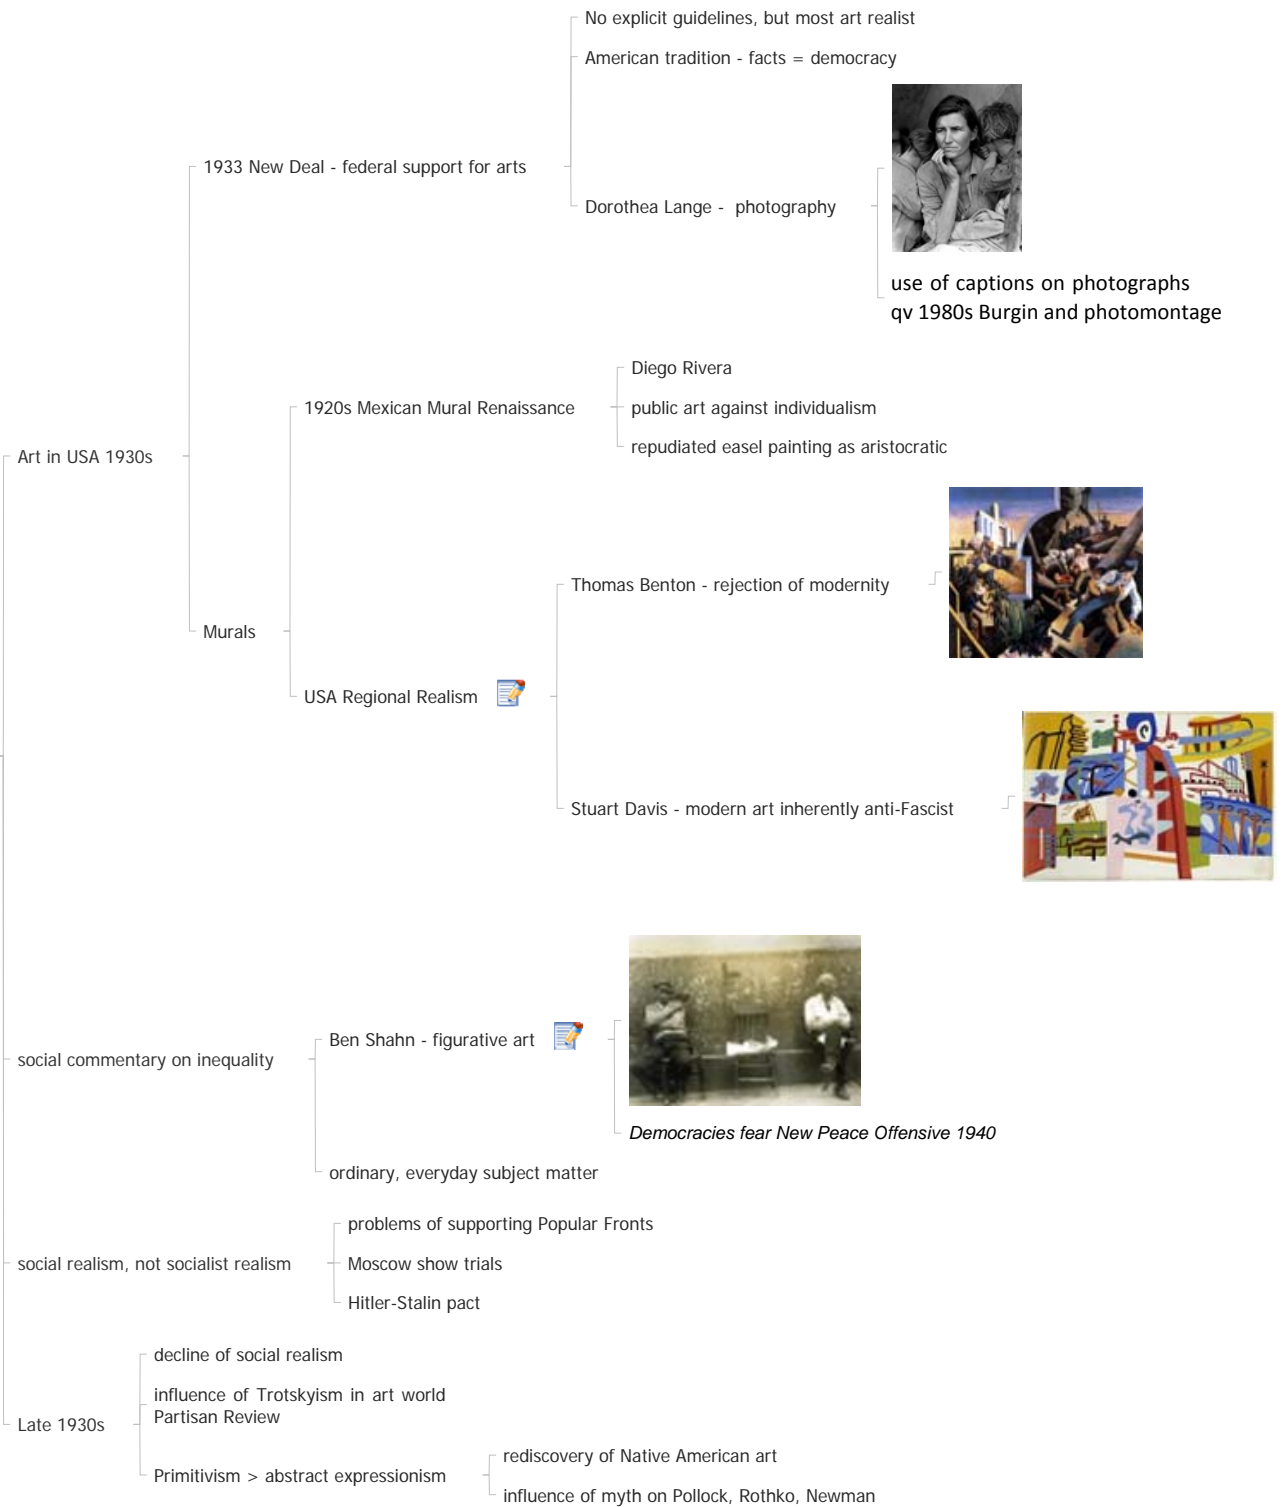 No explicit guidelines, but most art realist
American tradition - facts = democracy
1933 New Deal - federal support for arts
Dorothea Lange - photography
use of captions on photographs
qv 1980s Burgin and photomontage
Diego Rivera
1920s Mexican Mural Renaissance
public art against individualism
repudiated easel painting as aristocratic
Art in USA 1930s
Thomas Benton - rejection of modernity
Murals
USA Regional Realism
Stuart Davis - modern art inherently anti-Fascist
Ben Shahn - figurative art
social commentary on inequality
Democracies fear New Peace Offensive 1940
ordinary, everyday subject matter
problems of supporting Popular Fronts
social realism, not socialist realism
Moscow show trials
Hitler-Stalin pact
decline of social realism
influence of Trotskyism in art world
Partisan Review
Late 1930s
Primitivism > abstract expressionism
rediscovery of Native American art
influence of myth on Pollock, Rothko, Newman